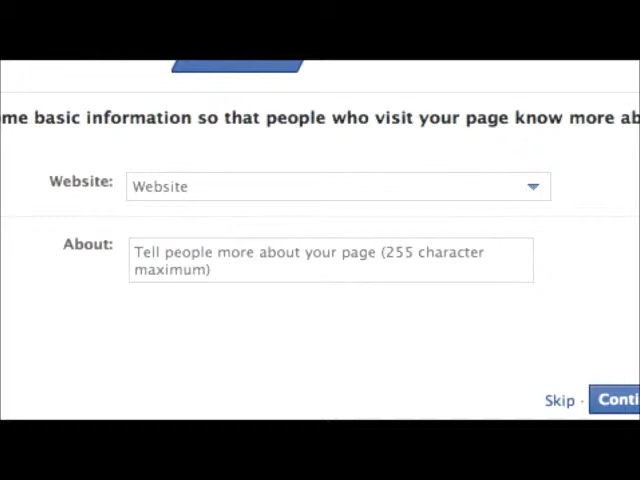 me basic information so that people who visit your page know more ab
Website:
Website
About:
Tell people more about your page (255 character
maximum)
Skip · Conti